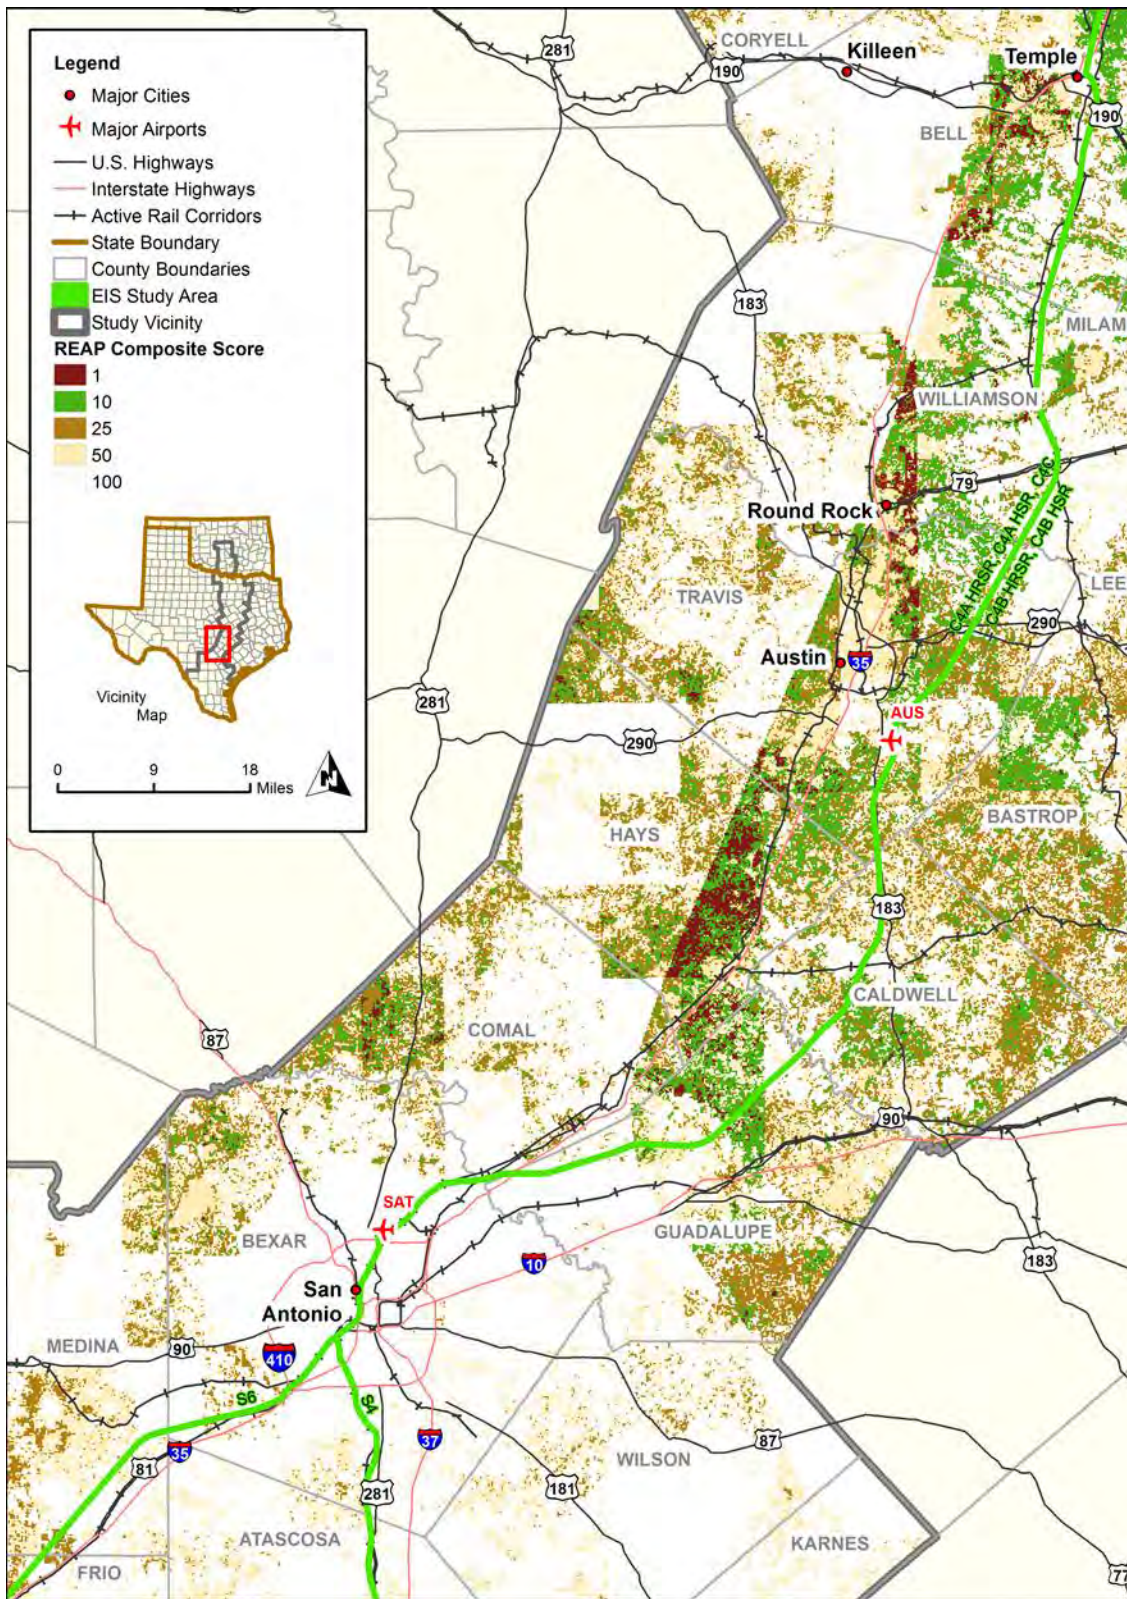 Legend
Major Cities
Major Airports
U.S. Highways
Interstate Highways
Active Rail Corridors
State Boundary
County Boundaries
EIS Study Area
Study Vicinity
REAP Composite Score
1
10
25
50
100
Vicinity
Map
0 9 18
Miles
N
281
CORYELL
190
Killeen
Temple
190
BELL
183
MILAM
WILLIAMSON
79
Round Rock
C4A HRSR, C4A HSR, C4C
C4B HRSR, C4B HSR
TRAVIS
LEE
290
Austin
35
281
AUS
290
HAYS
BASTROP
183
CALDWELL
COMAL
87
90
SAT
GUADALUPE
BEXAR
10
183
San
Antonio
MEDINA
90
410
S6
S4
37
87
35
81
WILSON
281
181
ATASCOSA
KARNES
FRIO
77